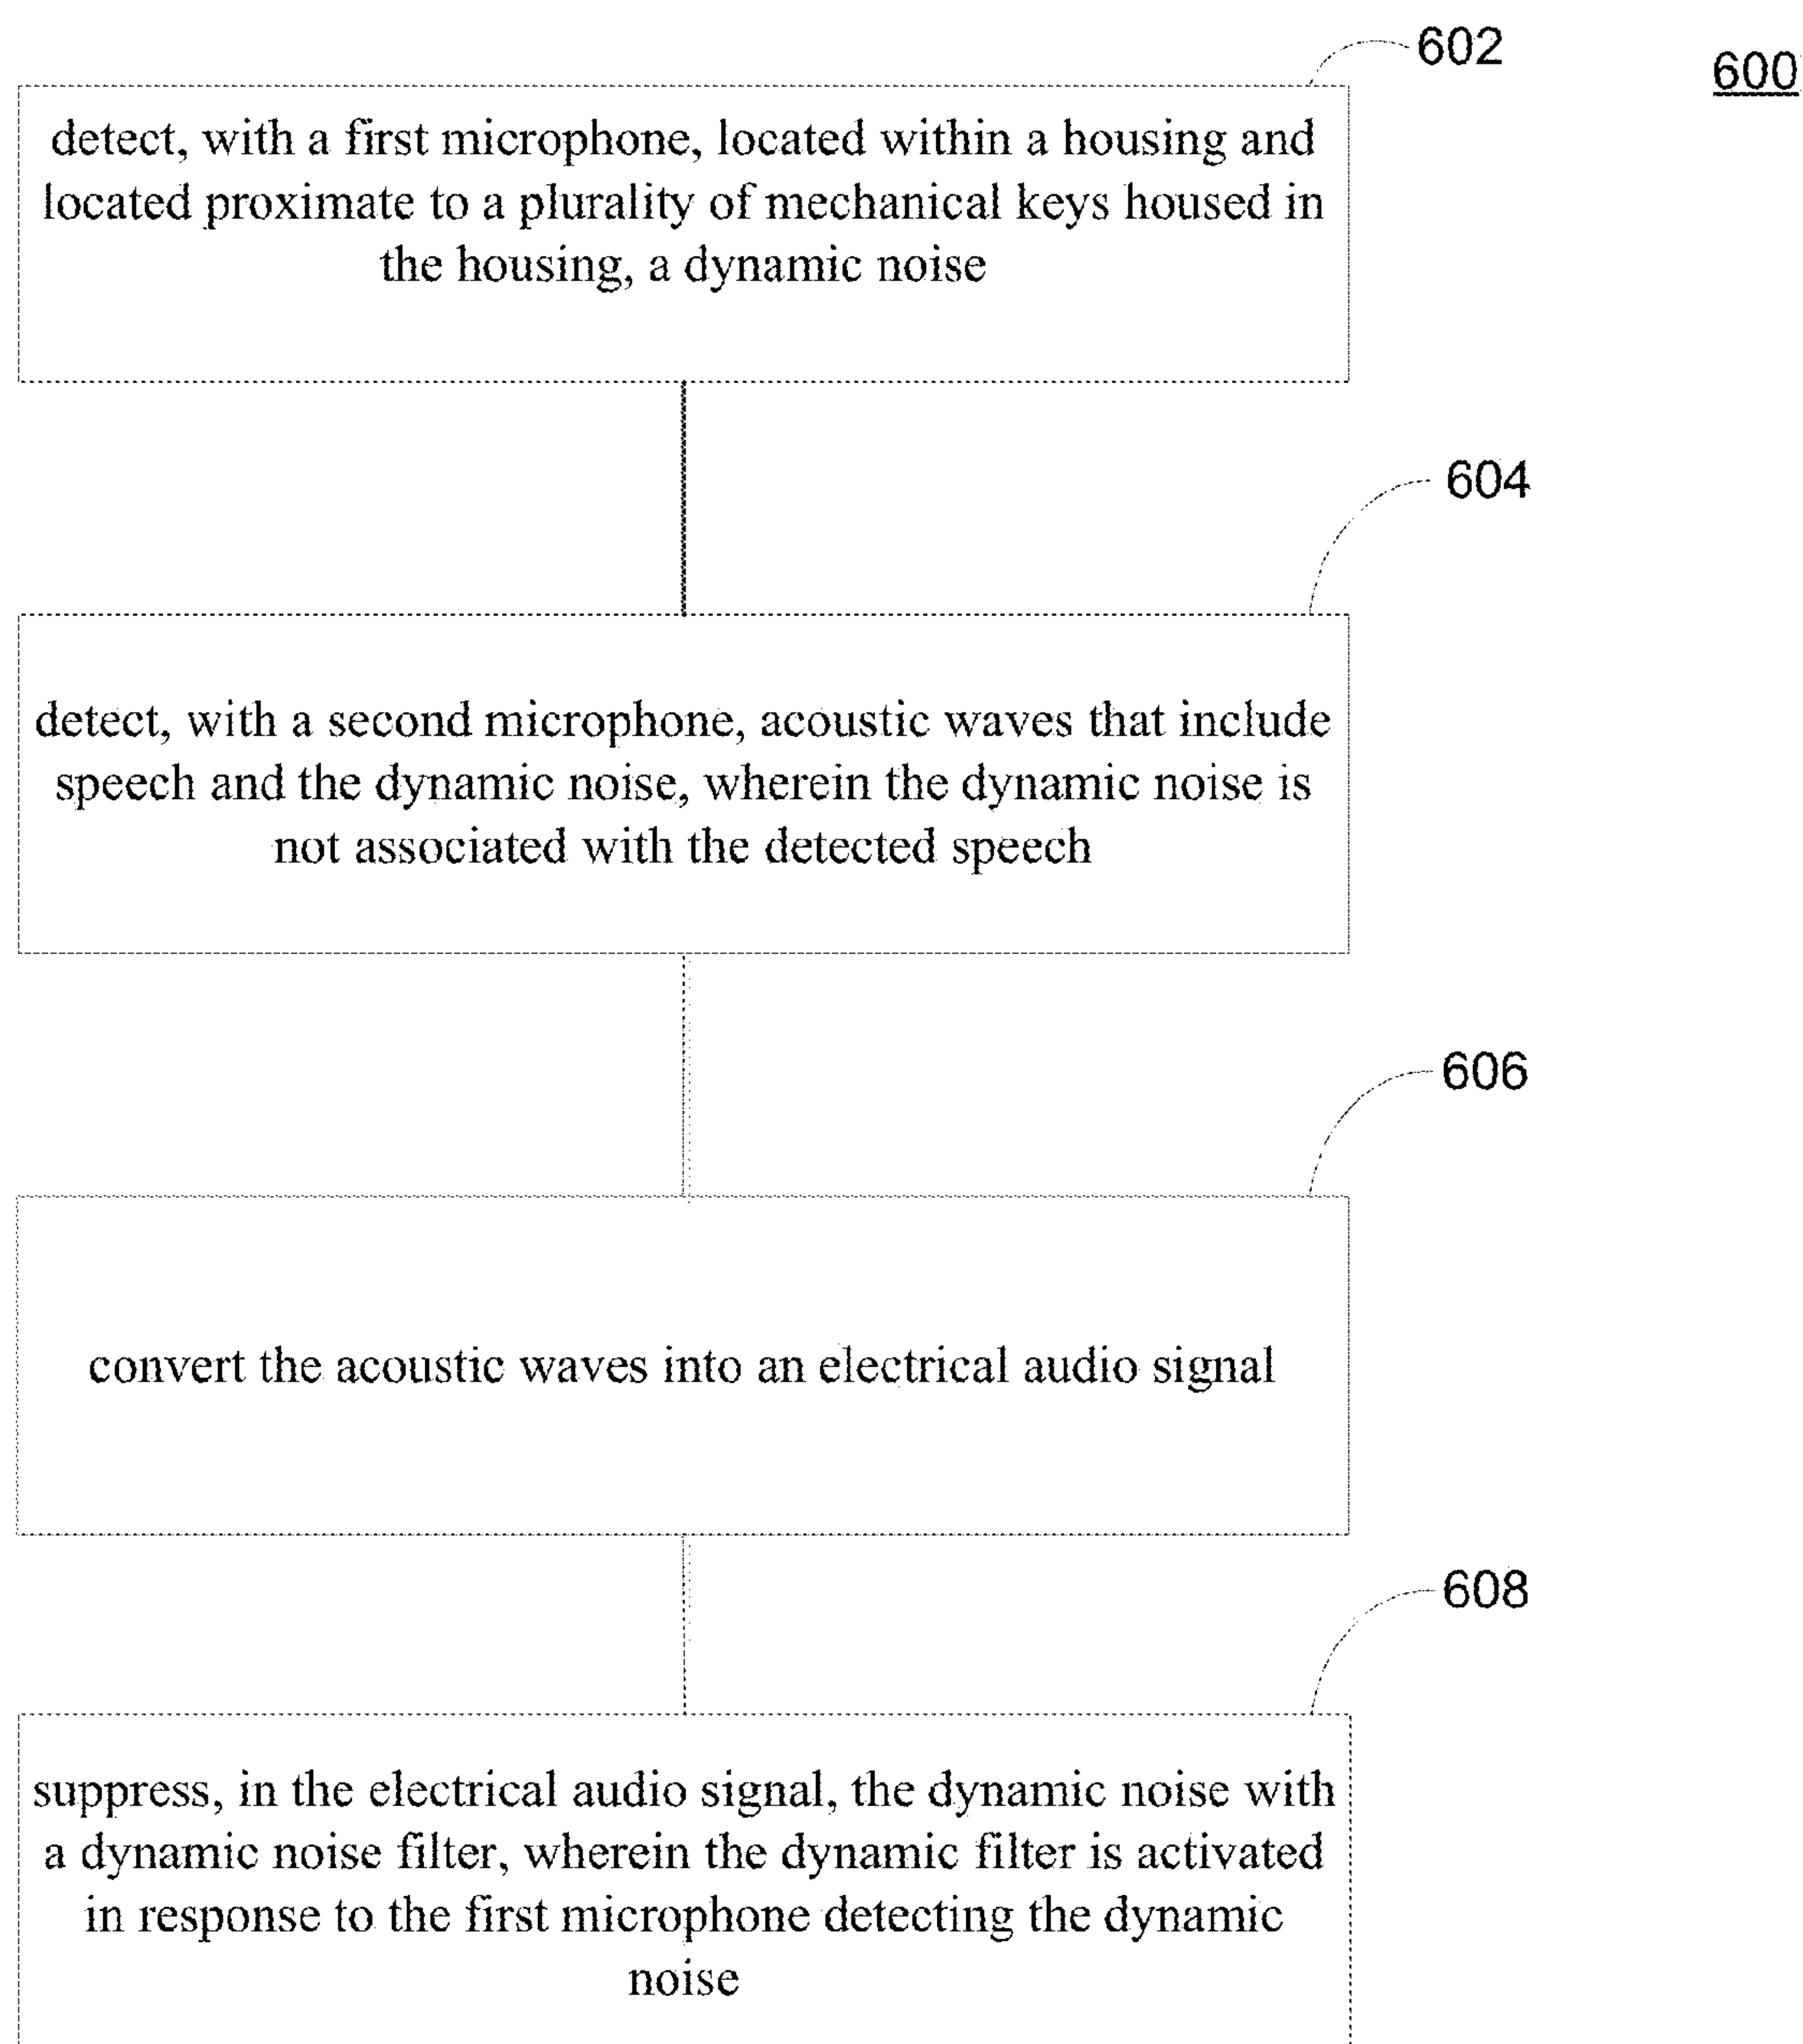 602
600
detect, with a first microphone, located within a housing and
located proximate to a plurality of mechanical keys housed in
the housing, a dynamic noise
604
detect, with a second microphone, acoustic waves that include
speech and the dynamic noise, wherein the dynamic noise is
not associated with the detected speech
606
convert the acoustic waves into an electrical audio signal
608
suppress, in the electrical audio signal, the dynamic noise with
a dynamic noise filter, wherein the dynamic filter is activated
in response to the first microphone detecting the dynamic
noise